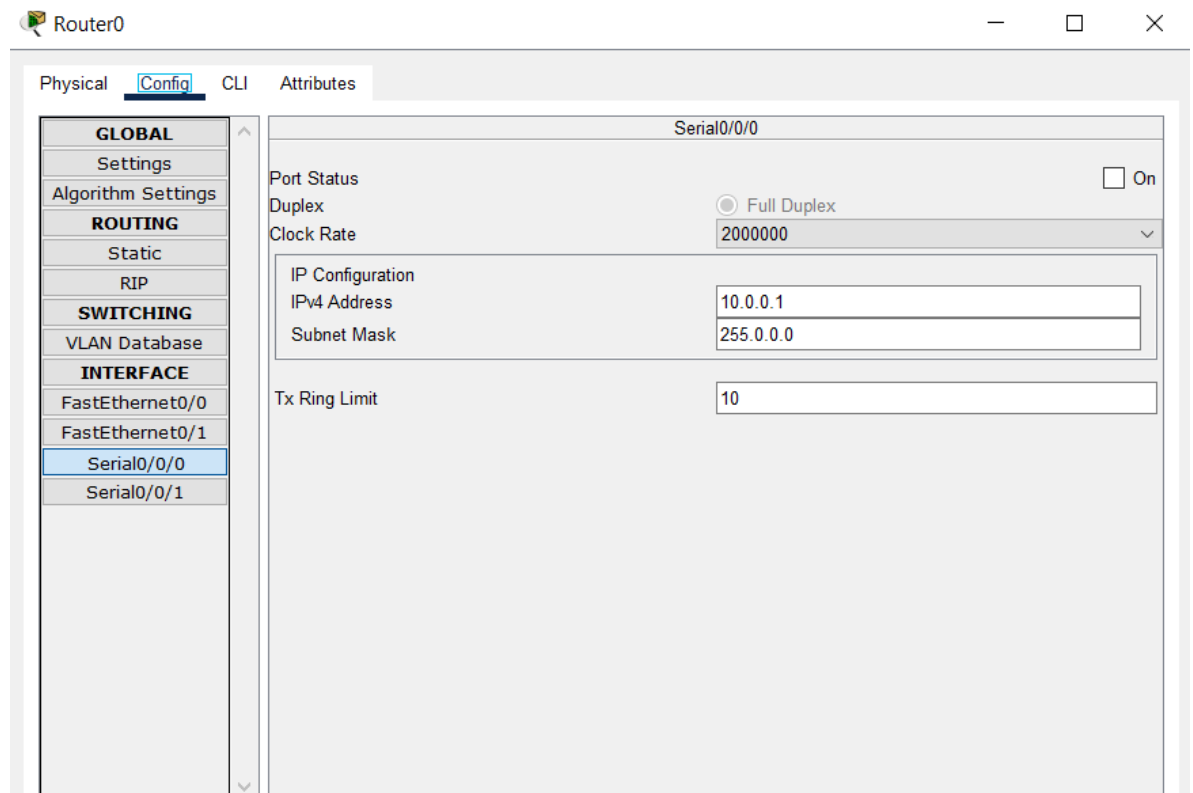 Router0
Physical Config CLI Attributes
GLOBAL
Settings
Algorithm Settings
ROUTING
Static
RIP
SWITCHING
VLAN Database
INTERFACE
FastEthernet0/0
FastEthernet0/1
Serial0/0/0
Serial0/0/1
Serial0/0/0
Port Status On
Duplex Full Duplex
Clock Rate 2000000
IP Configuration
IPv4 Address 10.0.0.1
Subnet Mask 255.0.0.0
Tx Ring Limit 10